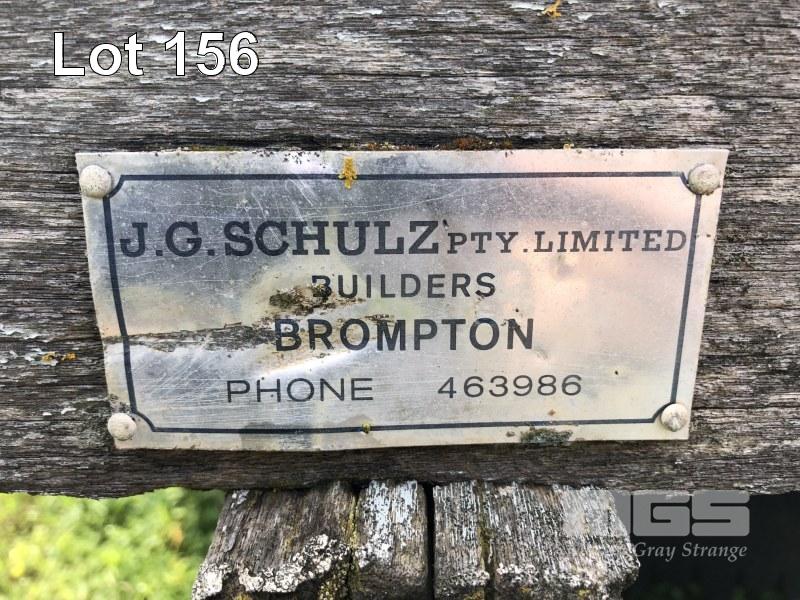 Lot 156
J.G. SCHULZ PTY. LIMITED
BUILDERS
BROMPTON
PHONE 463986
GS
Gray Strange